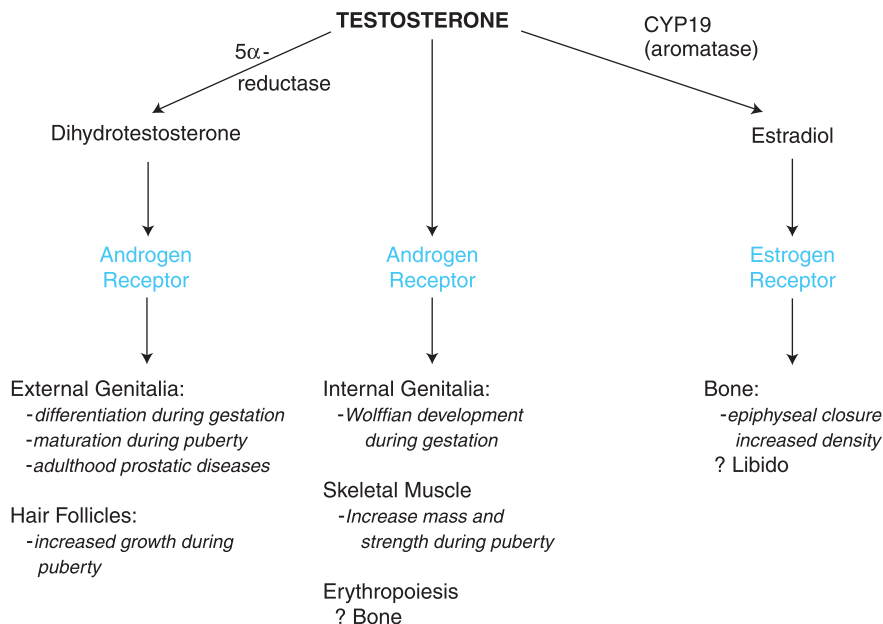 TESTOSTERONE
5α-
reductase
CYP19
(aromatase)
Dihydrotestosterone
Estradiol
Androgen
Receptor
Androgen
Receptor
Estrogen
Receptor
External Genitalia:
-differentiation during gestation
-maturation during puberty
-adulthood prostatic diseases
Hair Follicles:
-increased growth during
puberty
Internal Genitalia:
-Wolffian development
during gestation
Skeletal Muscle
-Increase mass and
strength during puberty
Erythropoiesis
? Bone
Bone:
-epiphyseal closure
increased density
? Libido